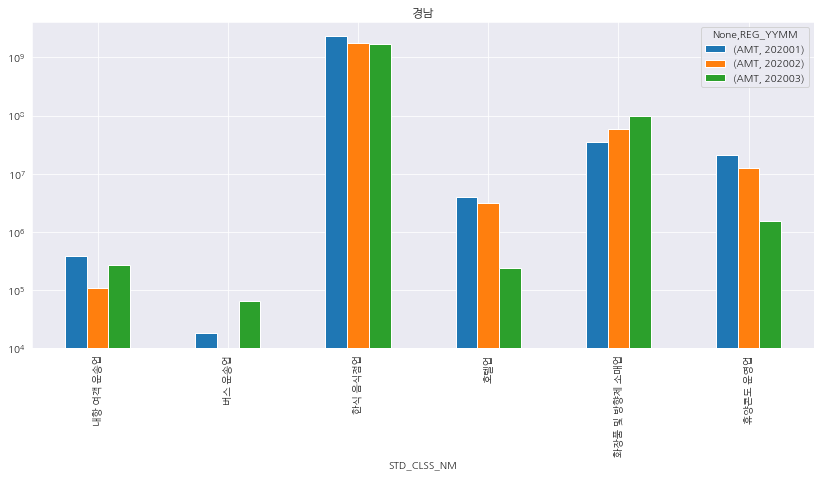 경남
None,REG_YYMM
(AMT, 202001)
(AMT, 202002)
(AMT, 202003)
10⁹
10⁸
10⁷
10⁶
10⁵
10⁴
내항 여객 운송업
버스 운송업
한식 음식점업
호텔업
화장품 및 방향제 소매업
휴양콘도 운영업
STD_CLSS_NM